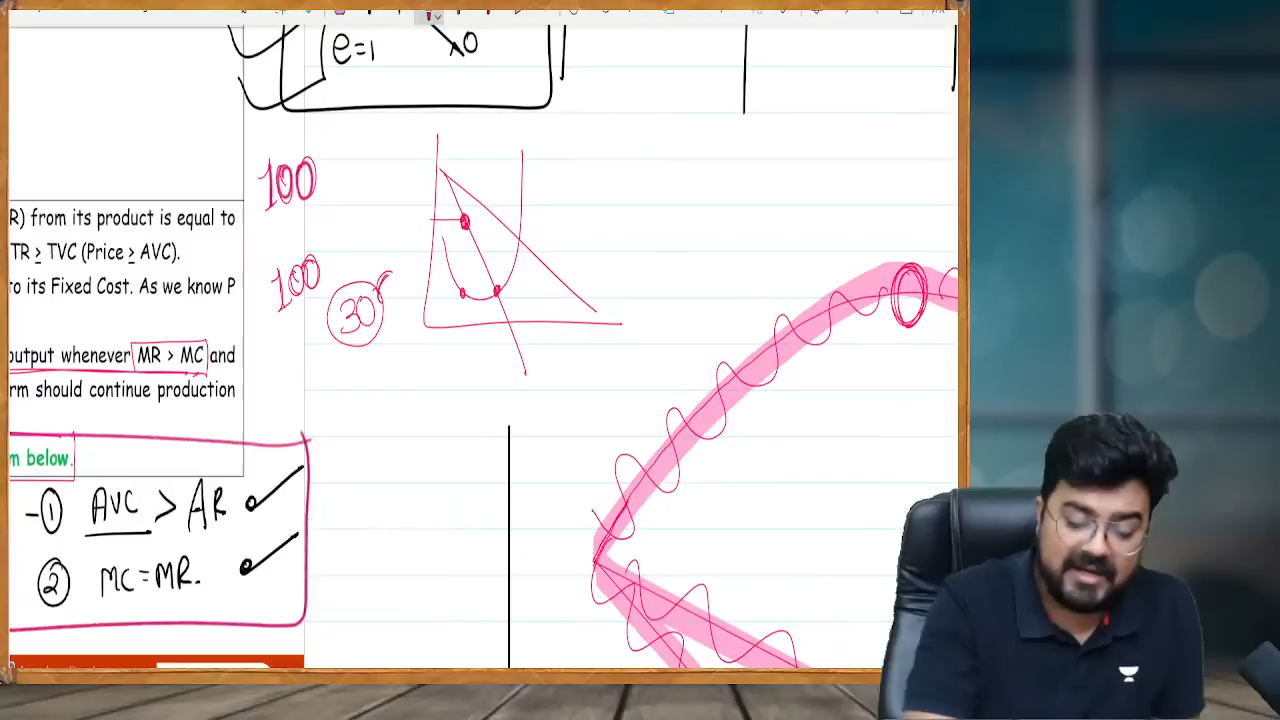 e=1
0
100
R) from its product is equal to
TR ≥ TVC (Price ≥ AVC).
to its Fixed Cost. As we know P
100
30
output whenever MR > MC and
rm should continue production
m below.
-① AVC > AR
② MC=MR.